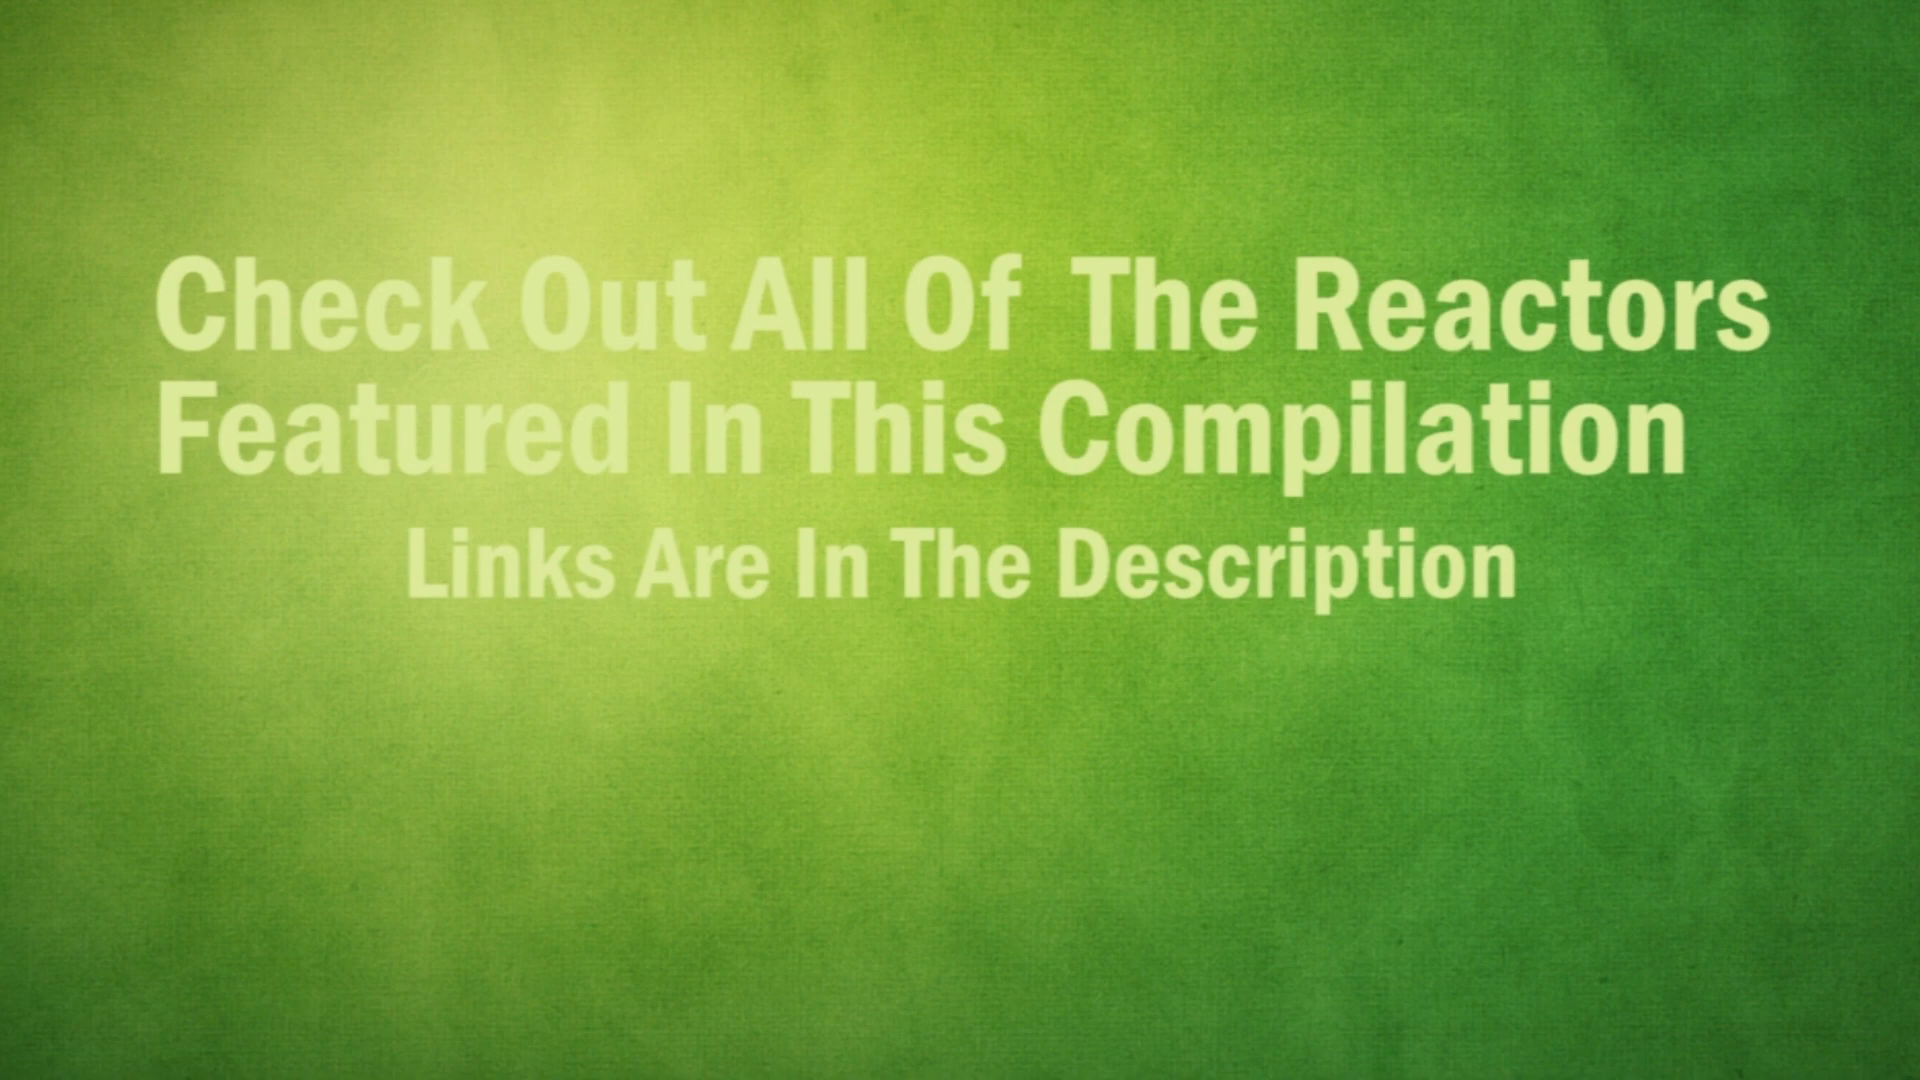 Check Out All Of The Reactors
Featured In This Compilation
Links Are In The Description